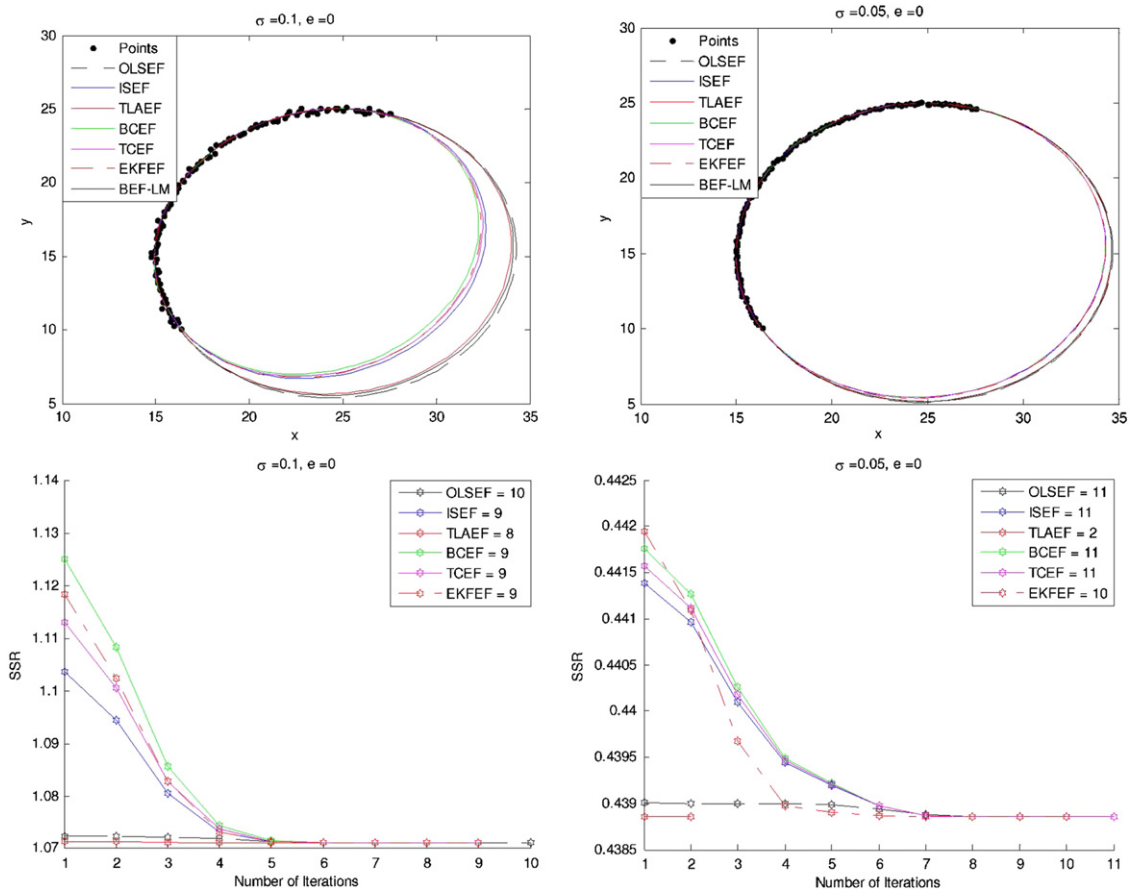 σ =0.1, e =0
30
25
20
15
10
5
y
10 15 20 25 30 35
x
Points
OLSEF
ISEF
TLAEF
BCEF
TCEF
EKFEF
BEF-LM
σ =0.05, e =0
30
25
20
15
10
5
y
10 15 20 25 30 35
x
Points
OLSEF
ISEF
TLAEF
BCEF
TCEF
EKFEF
BEF-LM
σ =0.1, e =0
1.14
1.13
1.12
1.11
1.1
1.09
1.08
1.07
SSR
1 2 3 4 5 6 7 8 9 10
Number of Iterations
OLSEF = 10
ISEF = 9
TLAEF = 8
BCEF = 9
TCEF = 9
EKFEF = 9
σ =0.05, e =0
0.4425
0.442
0.4415
0.441
0.4405
0.44
0.4395
0.439
0.4385
SSR
1 2 3 4 5 6 7 8 9 10 11
Number of Iterations
OLSEF = 11
ISEF = 11
TLAEF = 2
BCEF = 11
TCEF = 11
EKFEF = 10